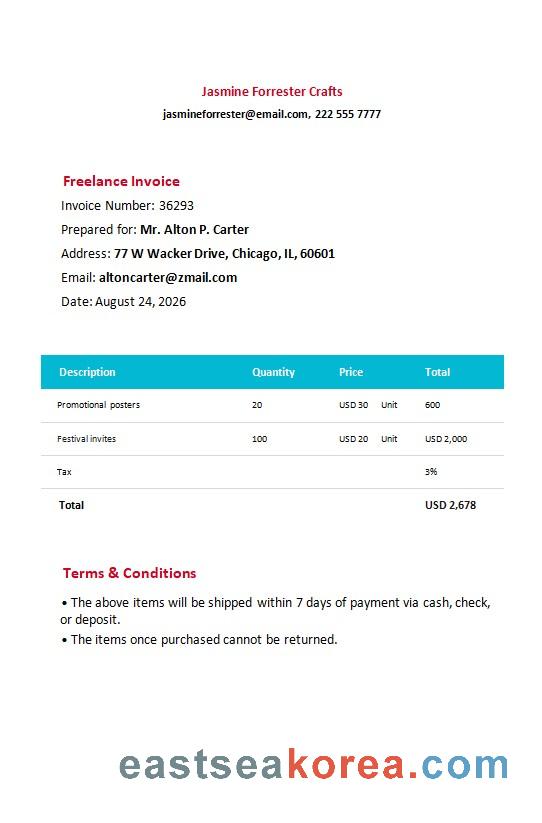 Jasmine Forrester Crafts
jasmineforrester@email.com, 222 555 7777
Freelance Invoice
Invoice Number: 36293
Prepared for: Mr. Alton P. Carter
Address: 77 W Wacker Drive, Chicago, IL, 60601
Email: altoncarter@zmail.com
Date: August 24, 2026
Description Quantity Price Total
Promotional posters 20 USD 30 Unit 600
Festival invites 100 USD 20 Unit USD 2,000
Tax 3%
Total USD 2,678
Terms & Conditions
• The above items will be shipped within 7 days of payment via cash, check,
or deposit.
• The items once purchased cannot be returned.
eastseakorea.com